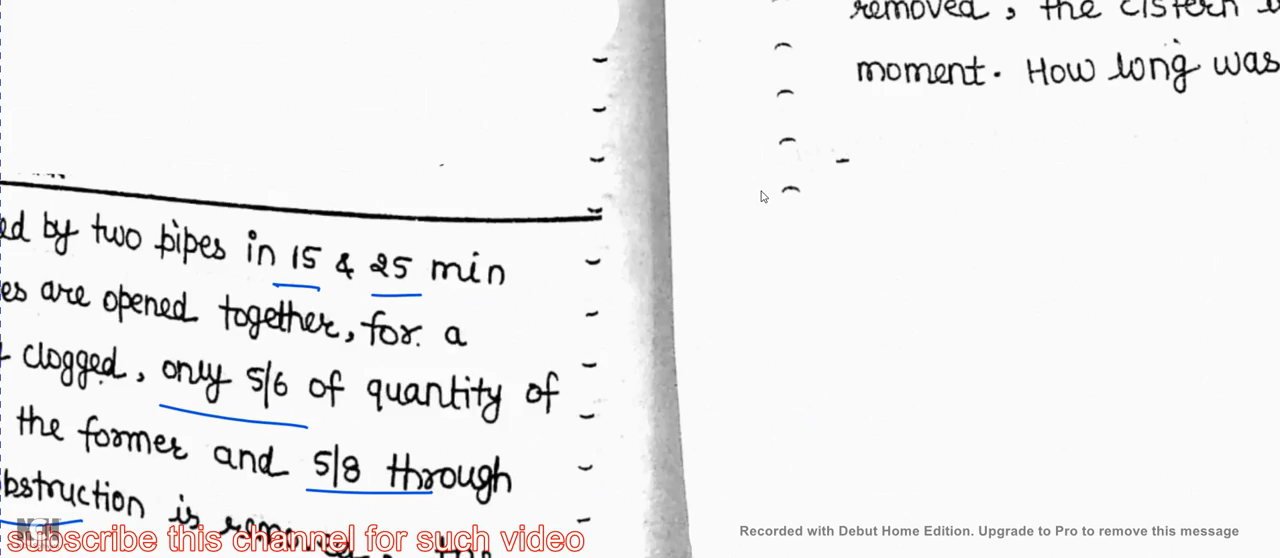 removed, the cistern
moment. How long was
ed by two pipes in 15 & 25 min
es are opened together, for a
clogged, only 5/6 of quantity of
the former and 5/8 through
bstruction is
subscribe this channel for such video
Recorded with Debut Home Edition. Upgrade to Pro to remove this message